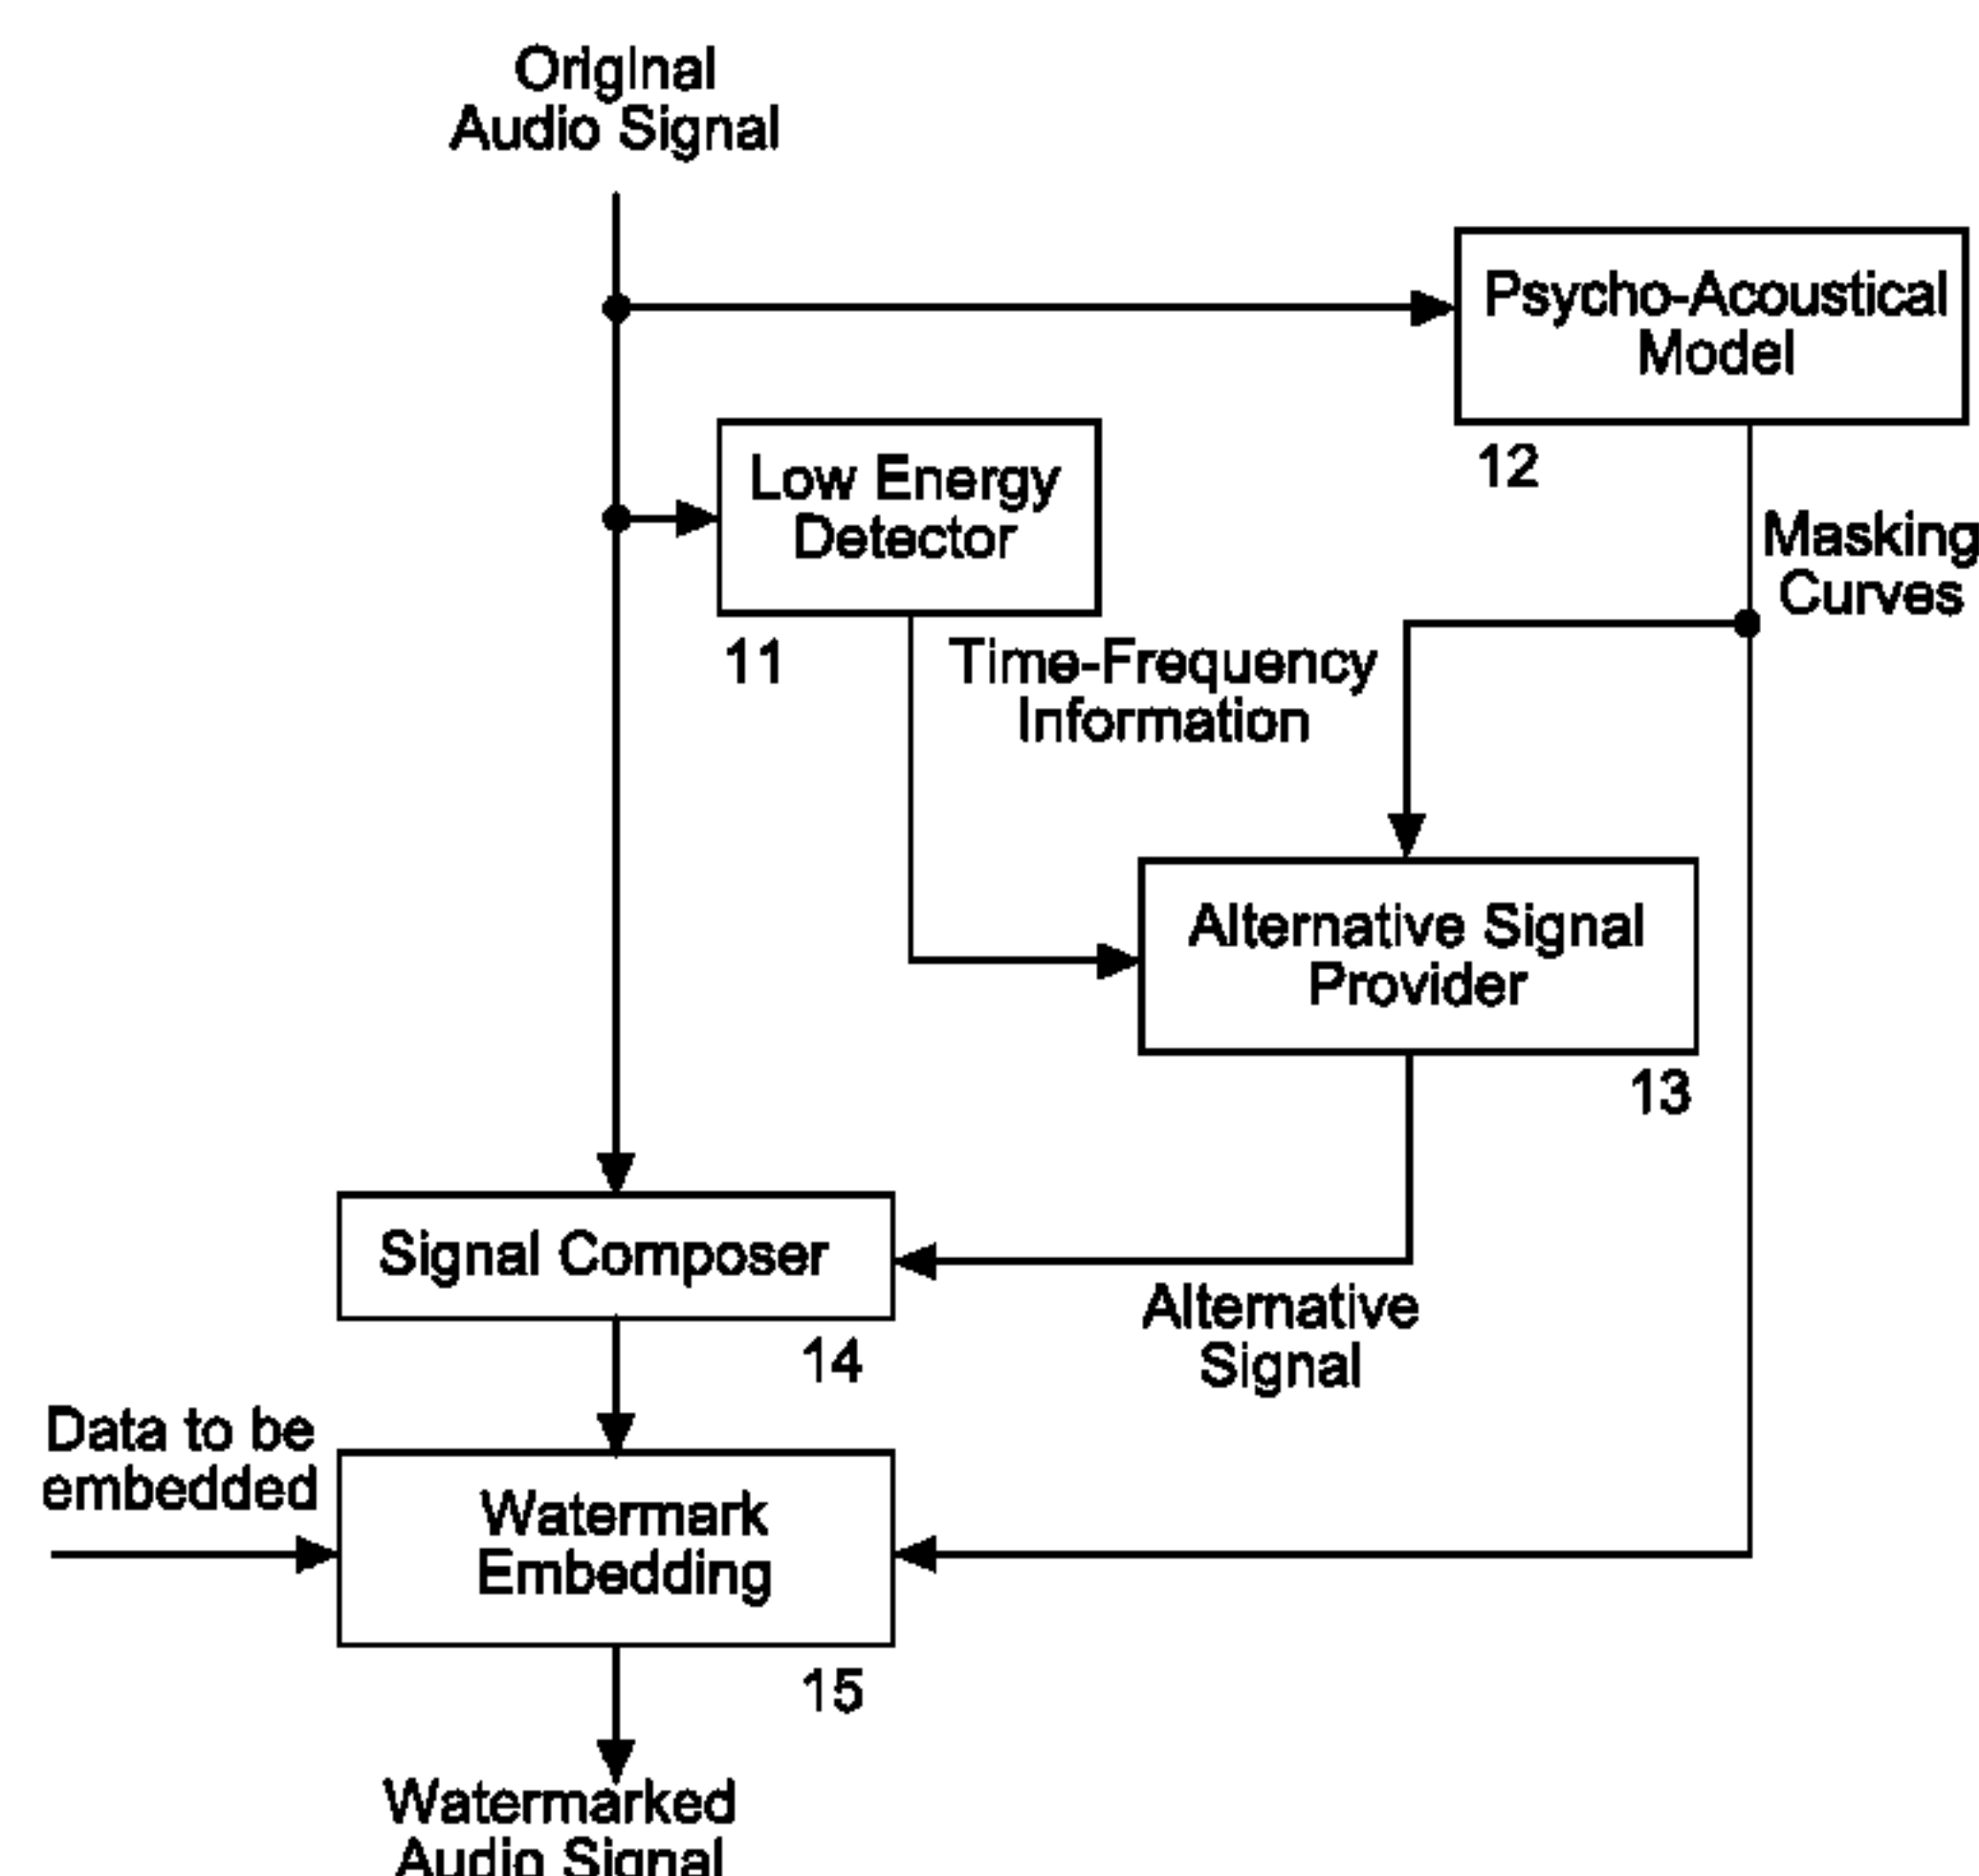 Original
Audio Signal
Psycho-Acoustical
Model
12
Low Energy
Detector
11
Masking
Curves
Time-Frequency
Information
Alternative Signal
Provider
13
Signal Composer
14
Alternative
Signal
Data to be
embedded
Watermark
Embedding
15
Watermarked
Audio Signal